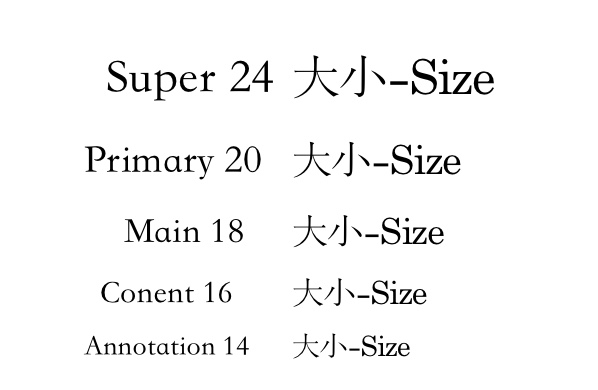 Super 24 大小-Size
Primary 20 大小-Size
Main 18 大小-Size
Conent 16 大小-Size
Annotation 14 大小-Size